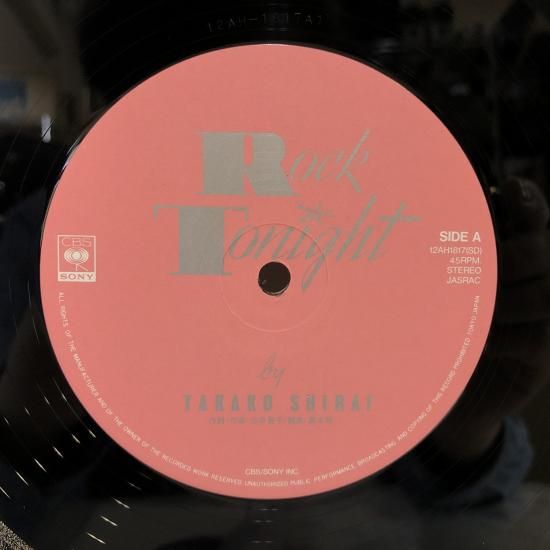 12AH-1817A1
Rock
Tonight
CBS
SONY
SIDE A
12AH1817(SD)
45RPM.
STEREO
JASRAC
by
TAKAKO SHIRAI
CBS/SONY INC.
ALL RIGHTS OF THE MANUFACTURER AND OF THE OWNER OF THE RECORDED WORK RESERVED. UNAUTHORIZED PUBLIC PERFORMANCE, BROADCASTING AND COPYING OF THIS RECORD PROHIBITED. TOKYO JAPAN